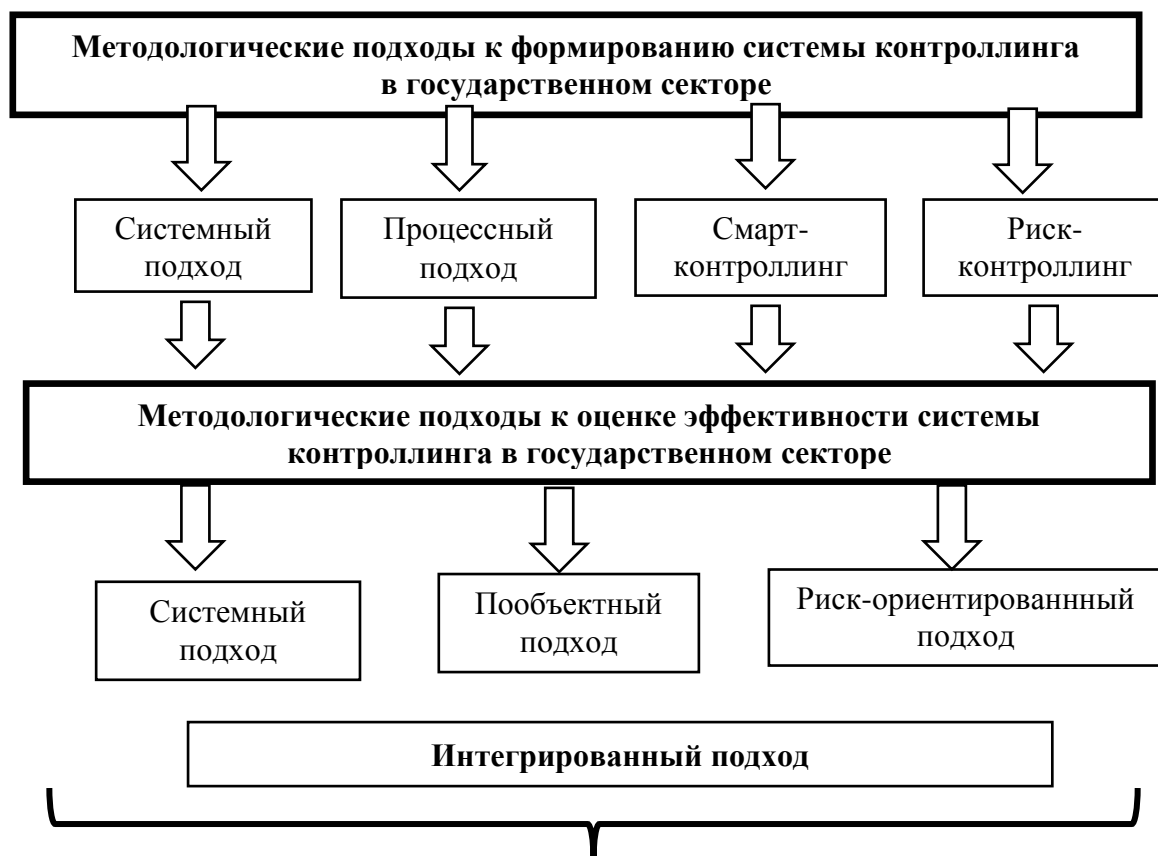 Методологические подходы к формированию системы контроллинга
в государственном секторе
Системный
подход
Процессный
подход
Смарт-
контроллинг
Риск-
контроллинг
Методологические подходы к оценке эффективности системы
контроллинга в государственном секторе
Системный
подход
Пообъектный
подход
Риск-ориентированнный
подход
Интегрированный подход